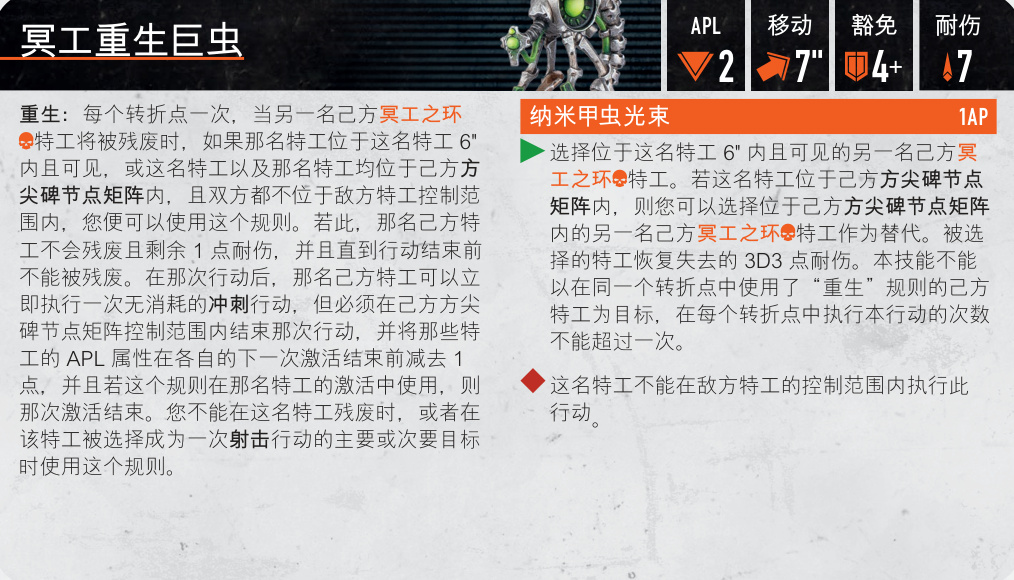 冥工重生巨虫
APL
2
移动
7"
豁免
4+
耐伤
7
重生：每个转折点一次，当另一名己方冥工之环
特工将被残废时，如果那名特工位于这名特工 6"
内且可见，或这名特工以及那名特工均位于己方方
尖碑节点矩阵内，且双方都不位于敌方特工控制范
围内，您便可以使用这个规则。若此，那名己方特
工不会残废且剩余 1 点耐伤，并且直到行动结束前
不能被残废。在那次行动后，那名己方特工可以立
即执行一次无消耗的冲刺行动，但必须在己方方尖
碑节点矩阵控制范围内结束那次行动，并将那些特
工的 APL 属性在各自的下一次激活结束前减去 1
点，并且若这个规则在那名特工的激活中使用，则
那次激活结束。您不能在这名特工残废时，或者在
该特工被选择成为一次射击行动的主要或次要目标
时使用这个规则。
纳米甲虫光束 1AP
选择位于这名特工 6" 内且可见的另一名己方冥
工之环特工。若这名特工位于己方方尖碑节点
矩阵内，则您可以选择位于己方方尖碑节点矩阵
内的另一名己方冥工之环特工作为替代。被选
择的特工恢复失去的 3D3 点耐伤。本技能不能
以在同一个转折点中使用了“重生”规则的己方
特工为目标，在每个转折点中执行本行动的次数
不能超过一次。
这名特工不能在敌方特工的控制范围内执行此
行动。